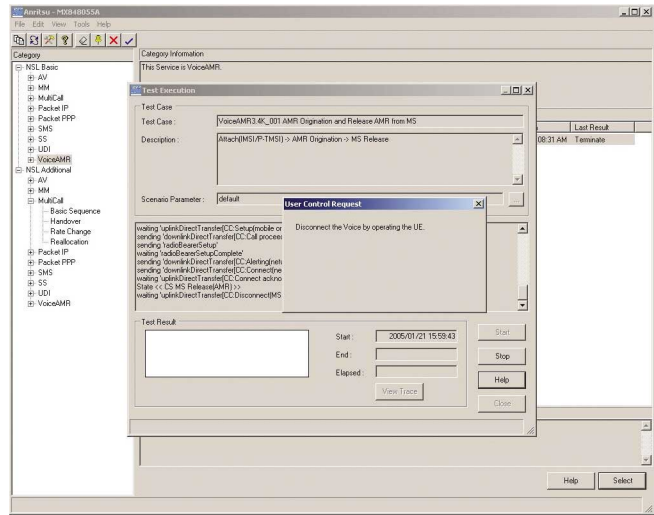 Anritsu - MX848055A
File Edit View Tools Help
Category
Category Information
NSL Basic
AV
MM
MultiCall
Packet IP
Packet PPP
SMS
SS
UDI
VoiceAMR
NSL Additional
AV
MM
MultiCall
Basic Sequence
Handover
Rate Change
Reallocation
Packet IP
Packet PPP
SMS
SS
UDI
VoiceAMR
This Service is VoiceAMR.
Last Result
08:31 AM Terminate
Test Execution
Test Case
Test Case : VoiceAMR3.4K_001 AMR Origination and Release AMR from MS
Description : Attach(IMSI/P-TMSI) -> AMR Origination -> MS Release
Scenario Parameter : default ...
waiting 'uplinkDirectTransfer[CC:Setup(mobile or
sending 'downlinkDirectTransfer[CC:Call proceei
sending 'radioBearerSetup'
waiting 'radioBearerSetupComplete'
sending 'downlinkDirectTransfer[CC:Alerting(netw
sending 'downlinkDirectTransfer[CC:Connect(ne
waiting 'uplinkDirectTransfer[CC:Connect ackno
State << CS MS Release(AMR) >>
waiting 'uplinkDirectTransfer[CC:Disconnect(MS
User Control Request
Disconnect the Voice by operating the UE.
Test Result
Start : 2005/01/21 15:59:43
End :
Elapsed :
View Trace
Start
Stop
Help
Close
Help Select